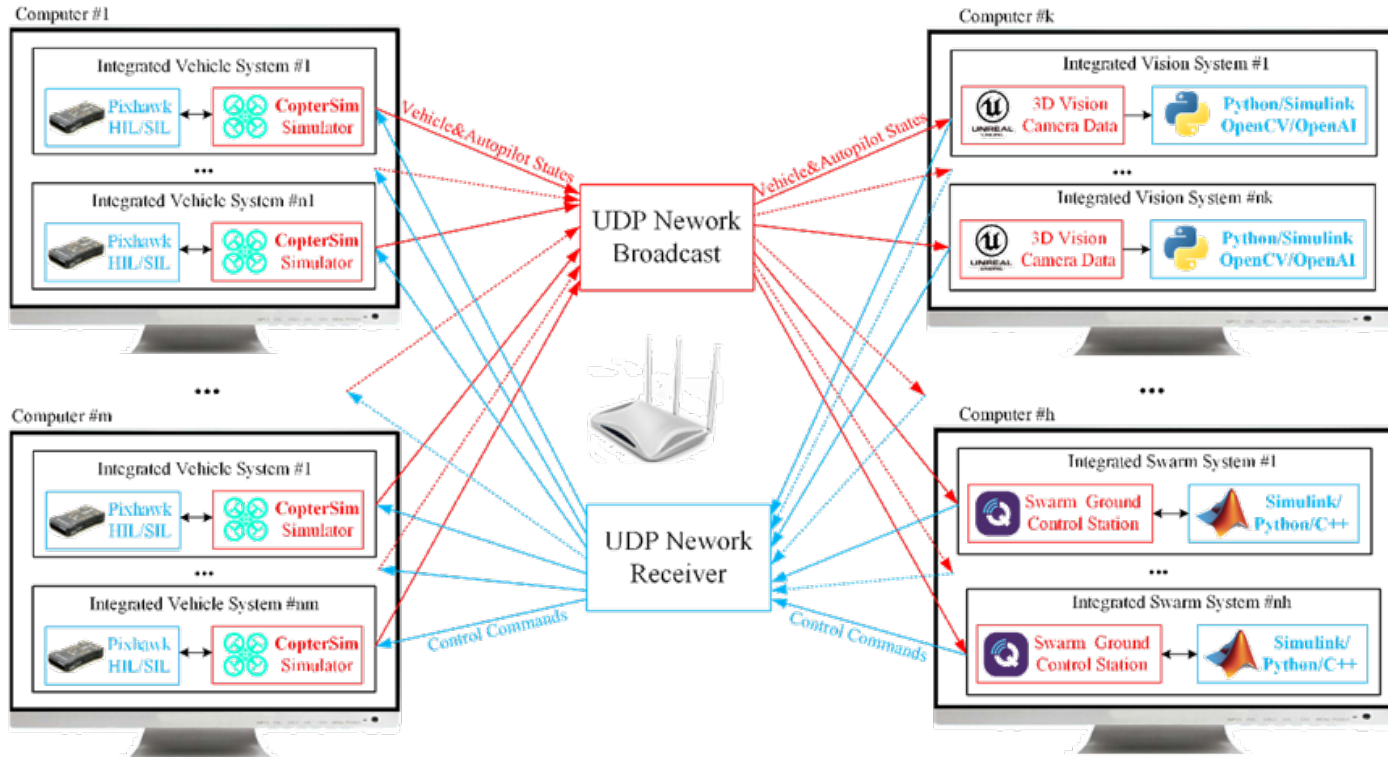 Computer #1
Integrated Vehicle System #1
Pixhawk
HIL/SIL
CopterSim
Simulator
...
Integrated Vehicle System #n1
Pixhawk
HIL/SIL
CopterSim
Simulator
...
Computer #m
Integrated Vehicle System #1
Pixhawk
HIL/SIL
CopterSim
Simulator
...
Integrated Vehicle System #nm
Pixhawk
HIL/SIL
CopterSim
Simulator
Vehicle&Autopilot States
UDP Nework
Broadcast
Vehicle&Autopilot States
UDP Nework
Receiver
Control Commands
Control Commands
Computer #k
Integrated Vision System #1
UNREAL
3D Vision
Camera Data
Python/Simulink
OpenCV/OpenAI
...
Integrated Vision System #nk
UNREAL
3D Vision
Camera Data
Python/Simulink
OpenCV/OpenAI
...
Computer #h
Integrated Swarm System #1
Swarm Ground
Control Station
Simulink/
Python/C++
...
Integrated Swarm System #nh
Swarm Ground
Control Station
Simulink/
Python/C++